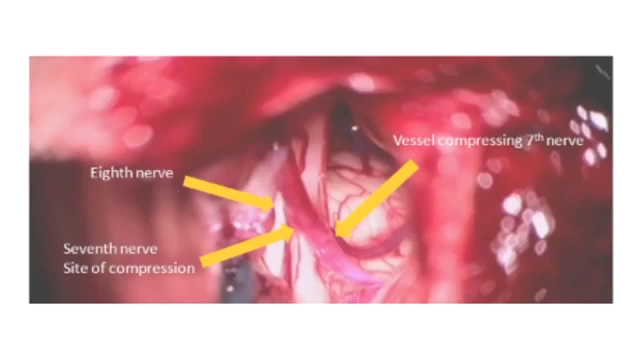 Vessel compressing 7th nerve
Eighth nerve
Seventh nerve
Site of compression